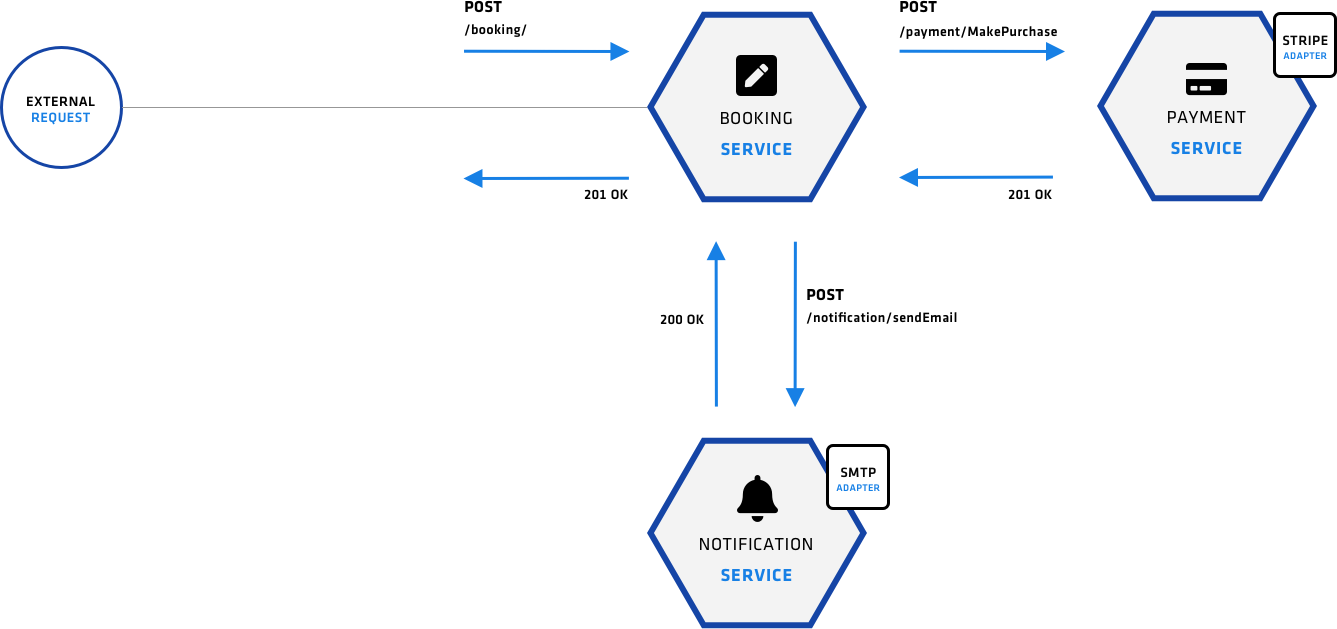 POST
/booking/
POST
/payment/MakePurchase
STRIPE
ADAPTER
EXTERNAL
REQUEST
BOOKING
SERVICE
PAYMENT
SERVICE
201 OK
201 OK
POST
/notification/sendEmail
200 OK
SMTP
ADAPTER
NOTIFICATION
SERVICE